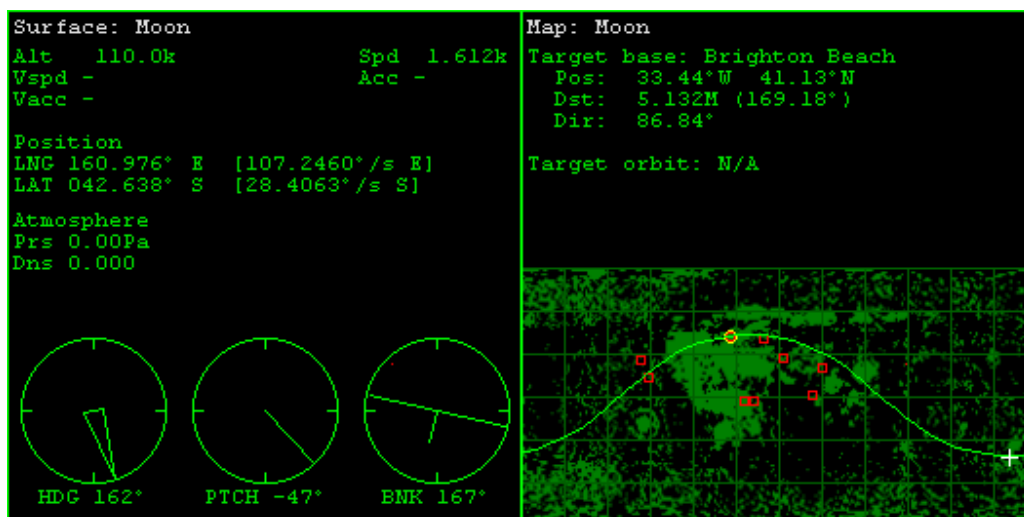 Surface: Moon
Alt 110.0k Spd 1.612k
Vspd - Acc -
Vacc -
Position
LNG 160.976° E [107.2460°/s E]
LAT 042.638° S [28.4063°/s S]
Atmosphere
Prs 0.00Pa
Dns 0.000
HDG 162° PTCH -47° BNK 167°
Map: Moon
Target base: Brighton Beach
Pos: 33.44°W 41.13°N
Dst: 5.132M (169.18°)
Dir: 86.84°
Target orbit: N/A